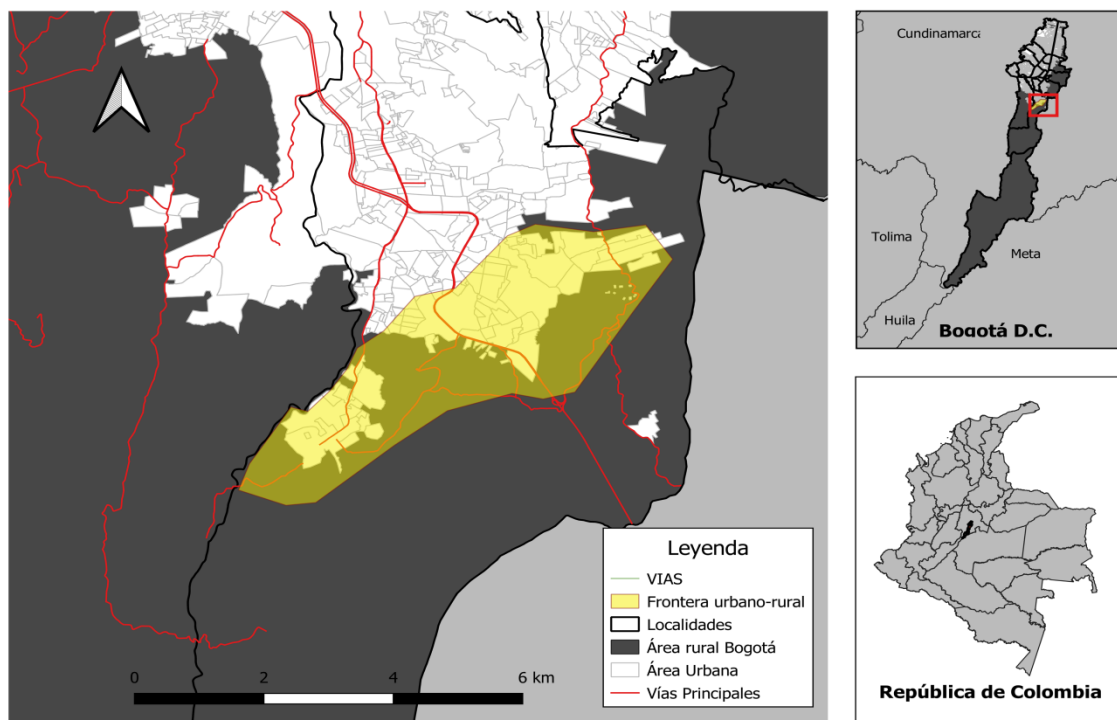 0 2 4 6 km
Leyenda
VIAS
Frontera urbano-rural
Localidades
Área rural Bogotá
Área Urbana
Vías Principales
Cundinamarca
Tolima
Meta
Huila
Bogotá D.C.
República de Colombia